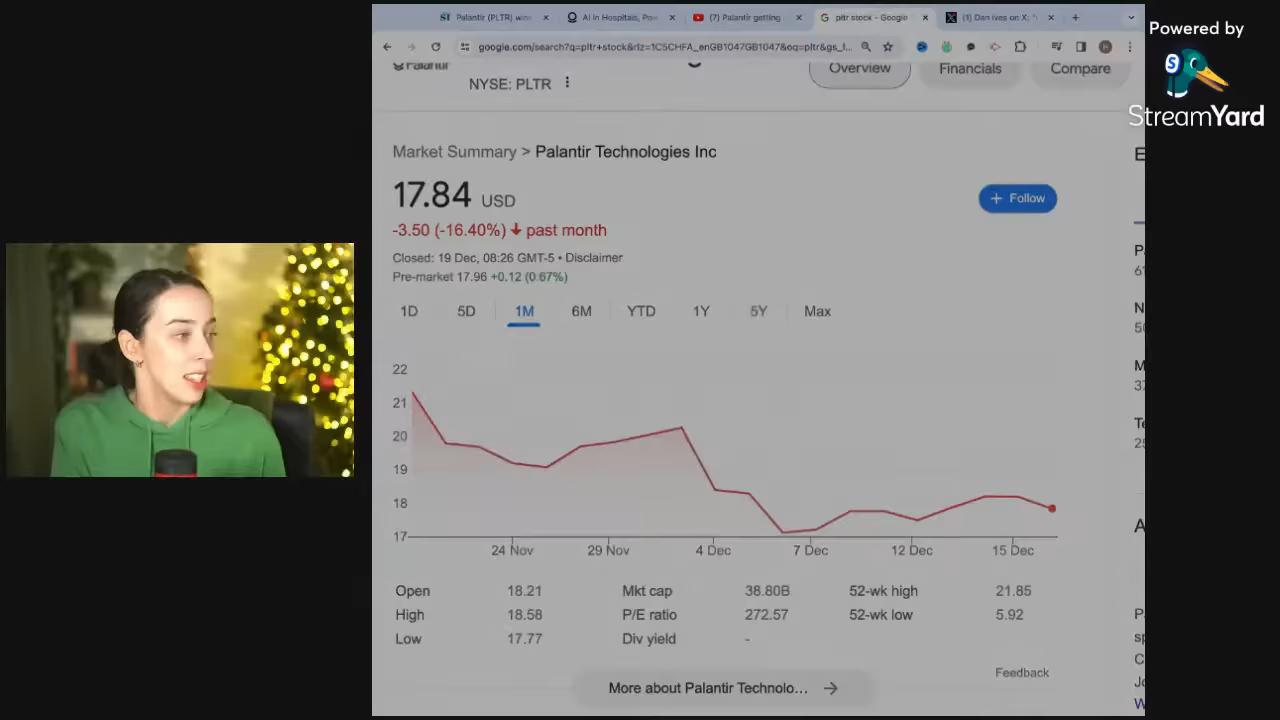 Palantir (PLTR) wins
AI in Hospitals, Pow
(7) Palantir getting
pltr stock - Google
(1) Dan ives on X: "
google.com/search?q=pltr+stock&rlz=1C5CHFA_enGB1047GB1047&oq=pltr&gs_l...
Powered by
StreamYard
Palantir
NYSE: PLTR
Overview
Financials
Compare
Market Summary > Palantir Technologies Inc
17.84 USD
+ Follow
-3.50 (-16.40%) ↓ past month
Closed: 19 Dec, 08:26 GMT-5 • Disclaimer
Pre-market 17.96 +0.12 (0.67%)
1D 5D 1M 6M YTD 1Y 5Y Max
22
21
20
19
18
17
24 Nov 29 Nov 4 Dec 7 Dec 12 Dec 15 Dec
Open 18.21 Mkt cap 38.80B 52-wk high 21.85
High 18.58 P/E ratio 272.57 52-wk low 5.92
Low 17.77 Div yield -
Feedback
More about Palantir Technolo... →